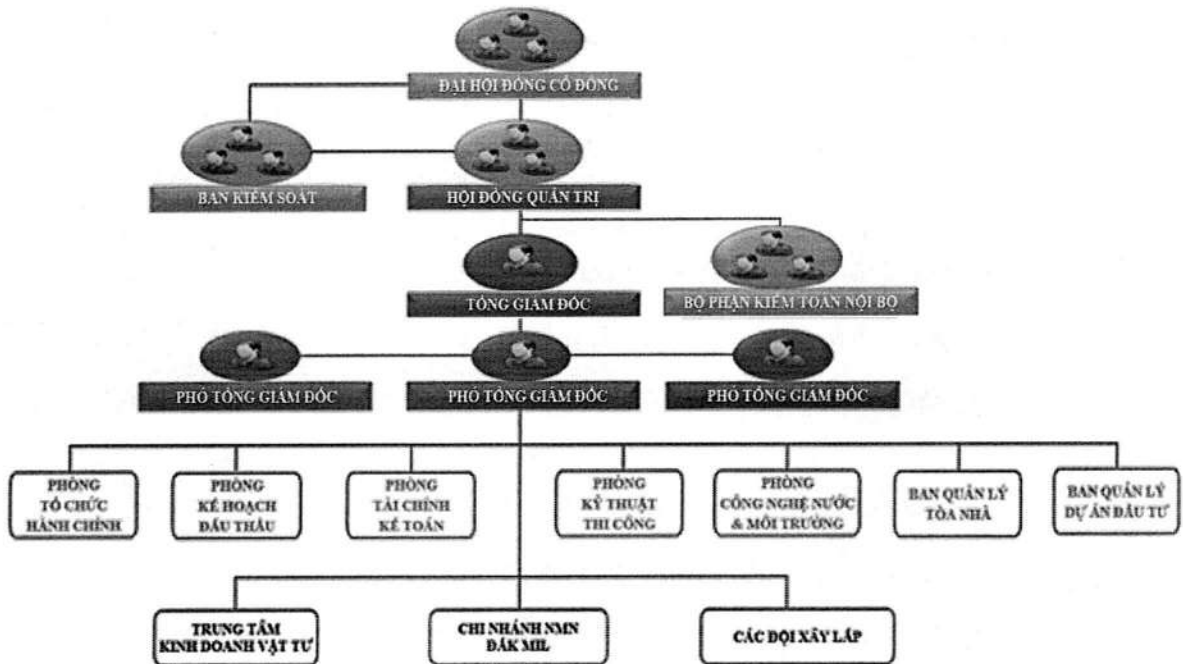 ĐẠI HỘI ĐỒNG CỔ ĐÔNG
BAN KIỂM SOÁT
HỘI ĐỒNG QUẢN TRỊ
TỔNG GIÁM ĐỐC
BỘ PHẬN KIỂM TOÁN NỘI BỘ
PHÓ TỔNG GIÁM ĐỐC
PHÓ TỔNG GIÁM ĐỐC
PHÓ TỔNG GIÁM ĐỐC
PHÒNG
TỔ CHỨC
HÀNH CHÍNH
PHÒNG
KẾ HOẠCH
ĐẤU THẦU
PHÒNG
TÀI CHÍNH
KẾ TOÁN
PHÒNG
KỸ THUẬT
THI CÔNG
PHÒNG
CÔNG NGHỆ NƯỚC
& MÔI TRƯỜNG
BAN QUẢN LÝ
TÒA NHÀ
BAN QUẢN LÝ
DỰ ÁN ĐẦU TƯ
TRUNG TÂM
KINH DOANH VẬT TƯ
CHI NHÁNH NMN
ĐẮK MIL
CÁC ĐỘI XÂY LẮP